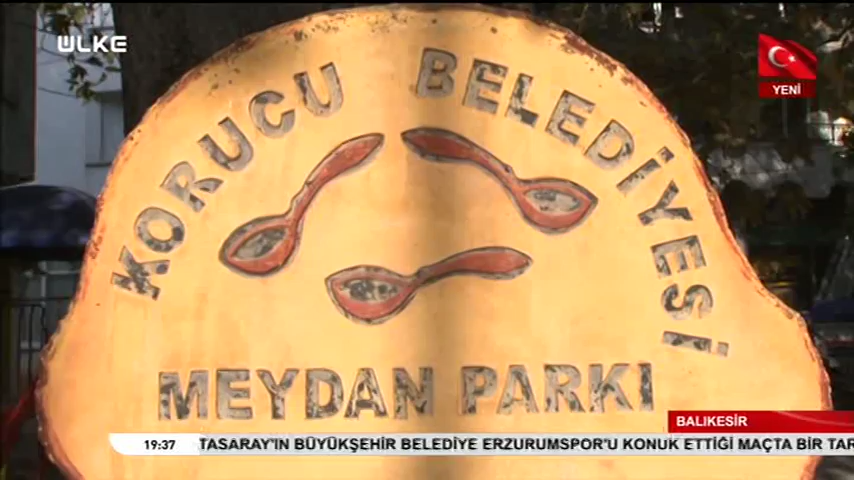 ÜLKE
YENİ
KORUCU BELEDİYESİ
MEYDAN PARKI
BALIKESİR
19:37 TASARAY'IN BÜYÜKŞEHİR BELEDİYE ERZURUMSPOR'U KONUK ETTİĞİ MAÇTA BİR TAR